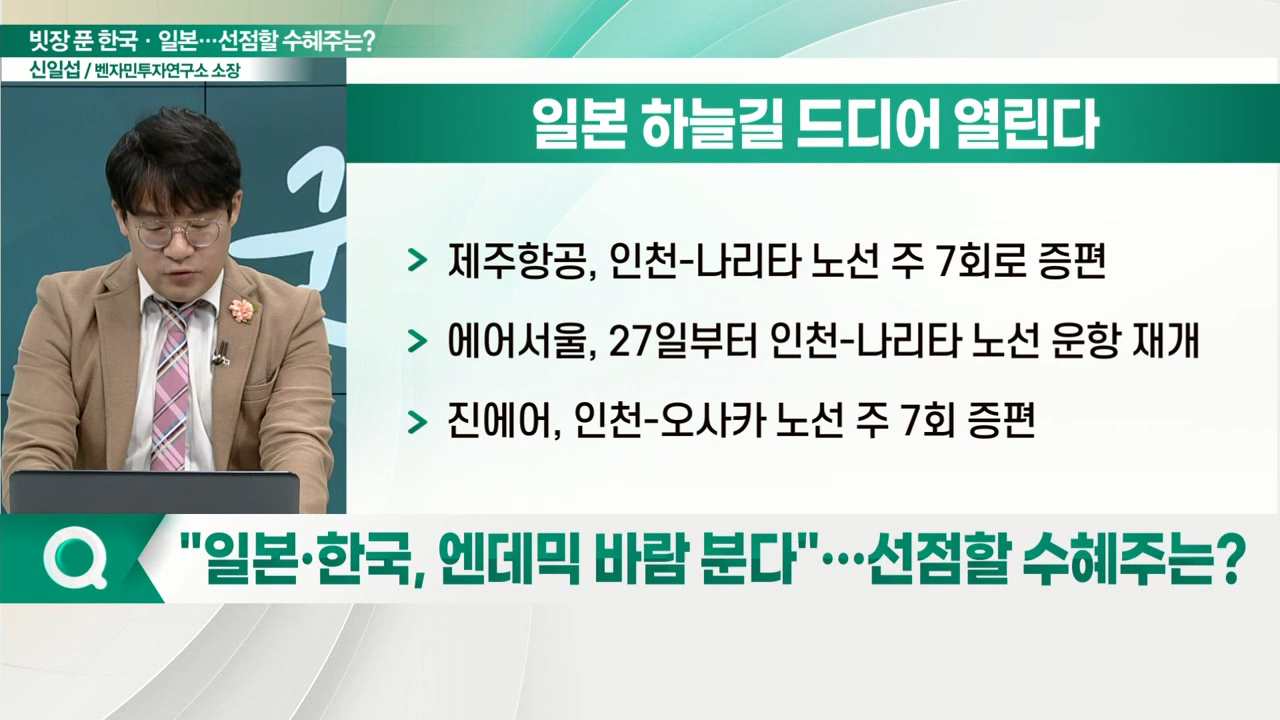 빗장 푼 한국·일본…선점할 수혜주는?
신일섭 / 벤자민투자연구소 소장
일본 하늘길 드디어 열린다
> 제주항공, 인천-나리타 노선 주 7회로 증편
> 에어서울, 27일부터 인천-나리타 노선 운항 재개
> 진에어, 인천-오사카 노선 주 7회 증편
"일본·한국, 엔데믹 바람 분다"…선점할 수혜주는?